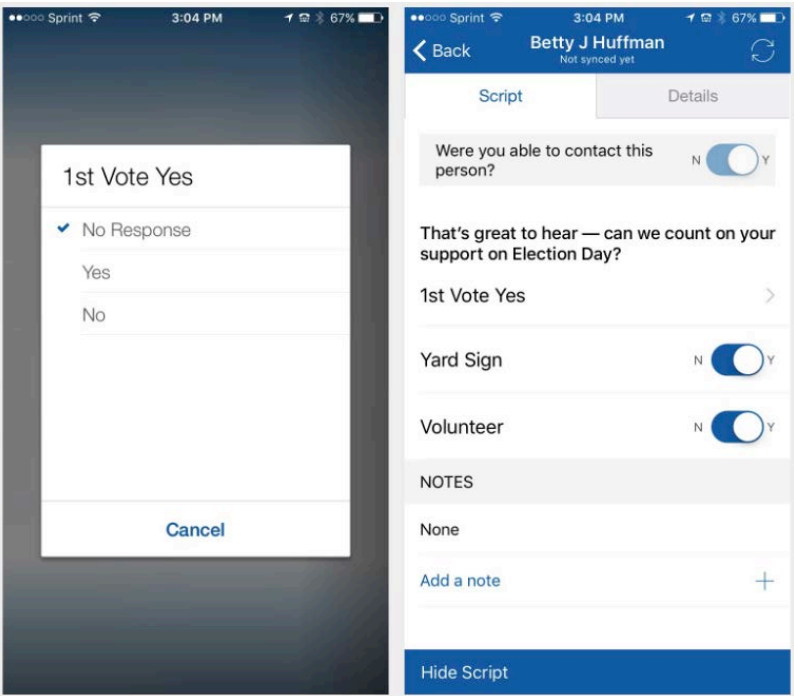 Sprint 3:04 PM 67%
1st Vote Yes
No Response
Yes
No
Cancel
Sprint 3:04 PM 67%
Back Betty J Huffman
Not synced yet
Script Details
Were you able to contact this
person?
N Y
That's great to hear — can we count on your
support on Election Day?
1st Vote Yes
Yard Sign N Y
Volunteer N Y
NOTES
None
Add a note
Hide Script